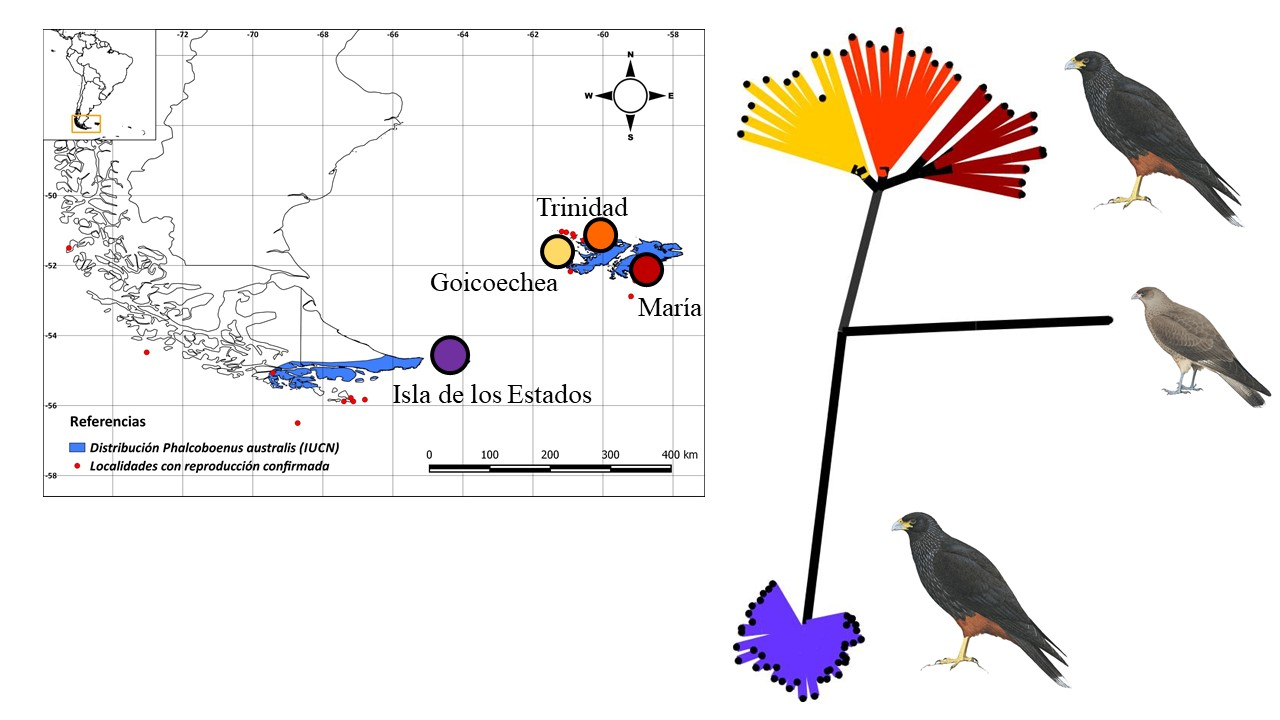 -72 -70 -68 -66 -62 -60 -58
N
W E
S
-50
Trinidad
-52
Goicoechea
María
-54
Isla de los Estados
-56
Referencias
Distribución Phalcoboenus australis (IUCN)
0 100 200 300 400 km
Localidades con reproducción confirmada
-58